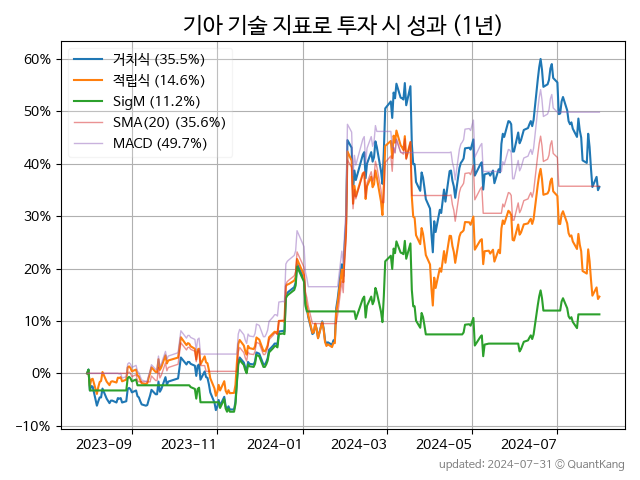 기아 기술 지표로 투자 시 성과 (1년)
거치식 (35.5%)
적립식 (14.6%)
SigM (11.2%)
SMA(20) (35.6%)
MACD (49.7%)
60%
50%
40%
30%
20%
10%
0%
−10%
2023-09 2023-11 2024-01 2024-03 2024-05 2024-07
updated: 2024-07-31 © QuantKang